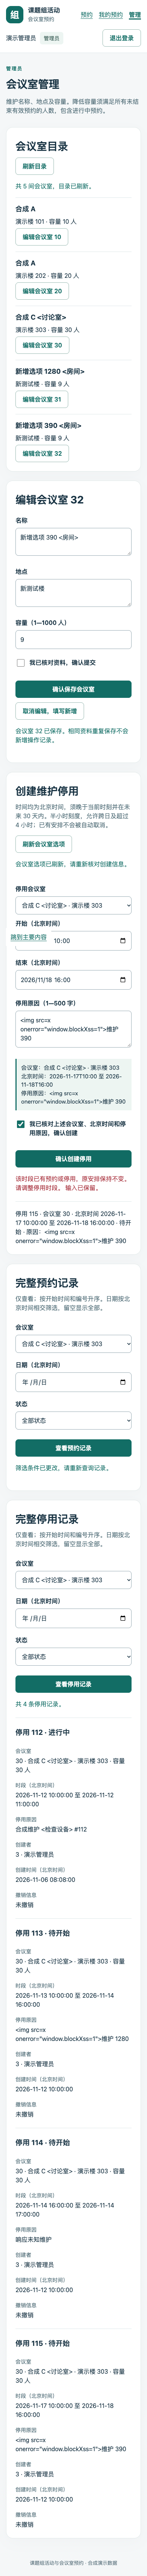 组
课题组活动
会议室预约
预约
我的预约
管理
演示管理员
管理员
退出登录
管理员
会议室管理
维护名称、地点及容量。降低容量须满足所有未结束有效预约的人数，包含进行中预约。
会议室目录
刷新目录
共 5 间会议室，目录已刷新。
合成 A
演示楼 101 · 容量 10 人
编辑会议室 10
合成 A
演示楼 202 · 容量 20 人
编辑会议室 20
合成 C <讨论室>
演示楼 303 · 容量 30 人
编辑会议室 30
新增选项 1280 <房间>
新测试楼 · 容量 9 人
编辑会议室 31
新增选项 390 <房间>
新测试楼 · 容量 9 人
编辑会议室 32
编辑会议室 32
名称
新增选项 390 <房间>
地点
新测试楼
容量（1—1000 人）
9
我已核对资料，确认提交
确认保存会议室
取消编辑，填写新增
会议室 32 已保存。相同资料重复保存不会新增操作记录。
创建维护停用
时间均为北京时间，须晚于当前时刻并在未来 30 天内。半小时刻度，允许跨日及超过 4 小时；已有安排不会被自动取消。
刷新会议室选项
会议室选项已刷新，请重新核对创建信息。
停用会议室
合成 C <讨论室> · 演示楼 303
开始（北京时间）
跳到主要内容
10:00
结束（北京时间）
2026/11/18 16:00
停用原因（1—500 字）
<img src=x
onerror="window.blockXss=1">维护
390
会议室：合成 C <讨论室> · 演示楼 303
北京时间：2026-11-17T10:00 至 2026-11-18T16:00
停用原因：<img src=x
onerror="window.blockXss=1">维护 390
我已核对上述会议室、北京时间和停用原因，确认创建
确认创建停用
该时段已有预约或停用，原安排保持不变。请调整停用时段。 输入已保留。
停用 115 · 会议室 30 · 北京时间 2026-11-17 10:00:00 至 2026-11-18 16:00:00 · 待开始 · 原因：<img src=x
onerror="window.blockXss=1">维护 390
完整预约记录
仅查看：按开始时间和编号升序。日期按北京时间相交筛选，留空显示全部。
会议室
合成 C <讨论室> · 演示楼 303
日期（北京时间）
年 /月/日
状态
全部状态
查看预约记录
筛选条件已更改，请重新查询记录。
完整停用记录
仅查看：按开始时间和编号升序。日期按北京时间相交筛选，留空显示全部。
会议室
合成 C <讨论室> · 演示楼 303
日期（北京时间）
年 /月/日
状态
全部状态
查看停用记录
共 4 条停用记录。
停用 112 · 进行中
会议室
30 · 合成 C <讨论室> · 演示楼 303 · 容量 30 人
时段（北京时间）
2026-11-12 10:00:00 至 2026-11-12 11:00:00
停用原因
合成维护 <检查设备> #112
创建者
3 · 演示管理员
创建时间（北京时间）
2026-11-06 08:08:00
撤销信息
未撤销
停用 113 · 待开始
会议室
30 · 合成 C <讨论室> · 演示楼 303 · 容量 30 人
时段（北京时间）
2026-11-13 10:00:00 至 2026-11-14 16:00:00
停用原因
<img src=x
onerror="window.blockXss=1">维护 1280
创建者
3 · 演示管理员
创建时间（北京时间）
2026-11-12 10:00:00
撤销信息
未撤销
停用 114 · 待开始
会议室
30 · 合成 C <讨论室> · 演示楼 303 · 容量 30 人
时段（北京时间）
2026-11-14 16:00:00 至 2026-11-14 17:00:00
停用原因
响应未知维护
创建者
3 · 演示管理员
创建时间（北京时间）
2026-11-12 10:00:00
撤销信息
未撤销
停用 115 · 待开始
会议室
30 · 合成 C <讨论室> · 演示楼 303 · 容量 30 人
时段（北京时间）
2026-11-17 10:00:00 至 2026-11-18 16:00:00
停用原因
<img src=x
onerror="window.blockXss=1">维护 390
创建者
3 · 演示管理员
创建时间（北京时间）
2026-11-12 10:00:00
撤销信息
未撤销
课题组活动与会议室预约 · 合成演示数据